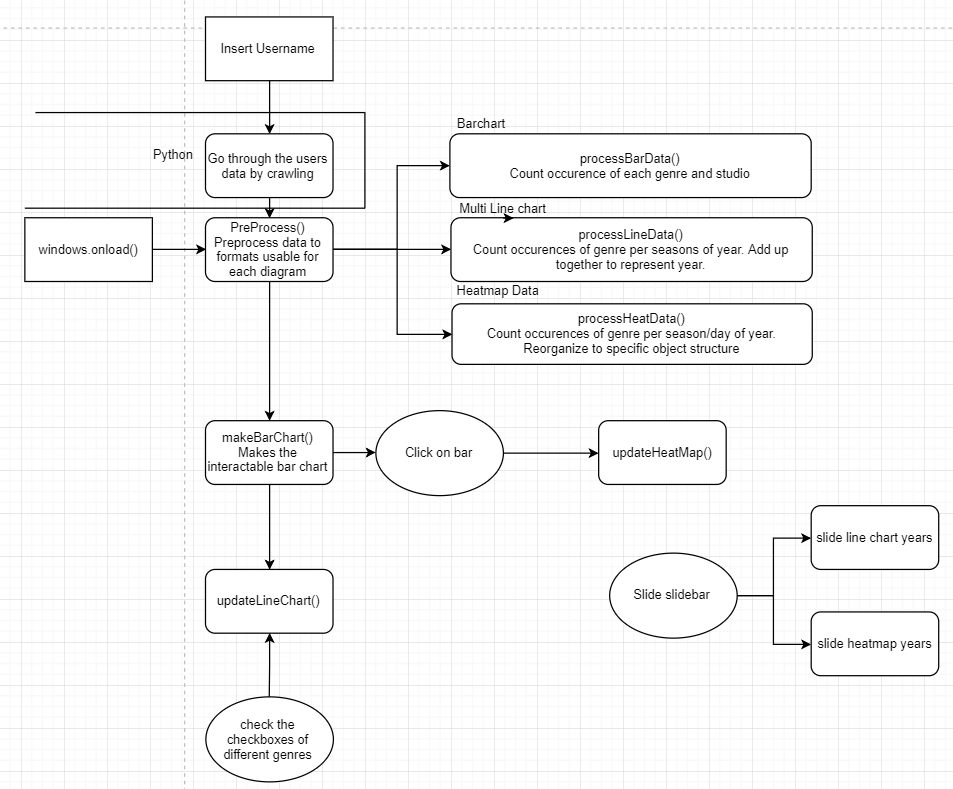 Insert Username
Python
Go through the users
data by crawling
Barchart
processBarData()
Count occurence of each genre and studio
windows.onload()
PreProcess()
Preprocess data to
formats usable for
each diagram
Multi Line chart
processLineData()
Count occurences of genre per seasons of year. Add up
together to represent year.
Heatmap Data
processHeatData()
Count occurences of genre per season/day of year.
Reorganize to specific object structure
makeBarChart()
Makes the
interactable bar chart
Click on bar
updateHeatMap()
slide line chart years
updateLineChart()
Slide slidebar
slide heatmap years
check the
checkboxes of
different genres